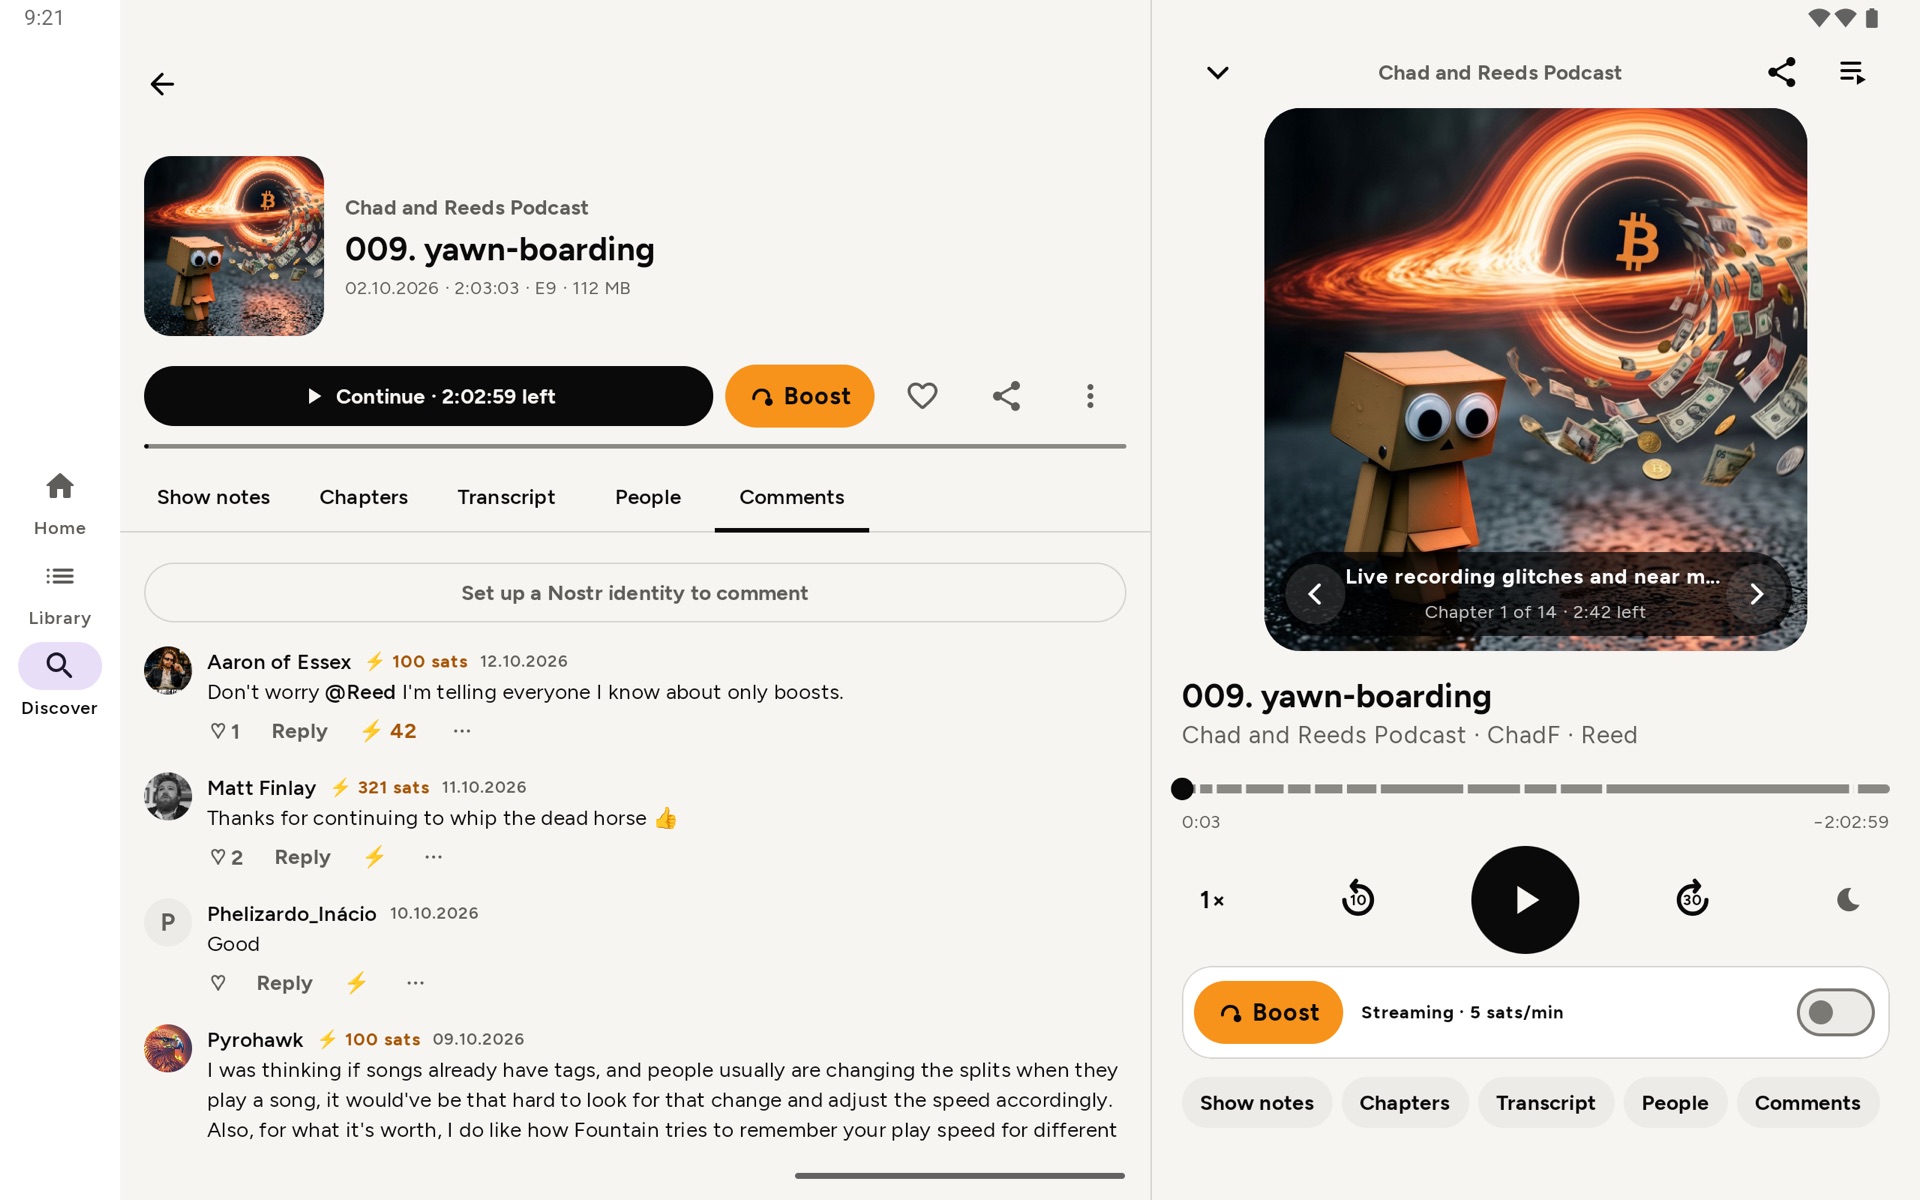 9:21
Home
Library
Discover
Chad and Reeds Podcast
009. yawn-boarding
02.10.2026 · 2:03:03 · E9 · 112 MB
Continue · 2:02:59 left
Boost
Show notes
Chapters
Transcript
People
Comments
Set up a Nostr identity to comment
Aaron of Essex ⚡ 100 sats 12.10.2026
Don't worry @Reed I'm telling everyone I know about only boosts.
♡ 1 Reply ⚡ 42 ···
Matt Finlay ⚡ 321 sats 11.10.2026
Thanks for continuing to whip the dead horse 👍
♡ 2 Reply ⚡ ···
P
Phelizardo_Inácio 10.10.2026
Good
♡ Reply ⚡ ···
Pyrohawk ⚡ 100 sats 09.10.2026
I was thinking if songs already have tags, and people usually are changing the splits when they
play a song, it would've be that hard to look for that change and adjust the speed accordingly.
Also, for what it's worth, I do like how Fountain tries to remember your play speed for different
Chad and Reeds Podcast
Live recording glitches and near m...
Chapter 1 of 14 · 2:42 left
009. yawn-boarding
Chad and Reeds Podcast · ChadF · Reed
0:03
-2:02:59
1×
10
30
Boost
Streaming · 5 sats/min
Show notes
Chapters
Transcript
People
Comments